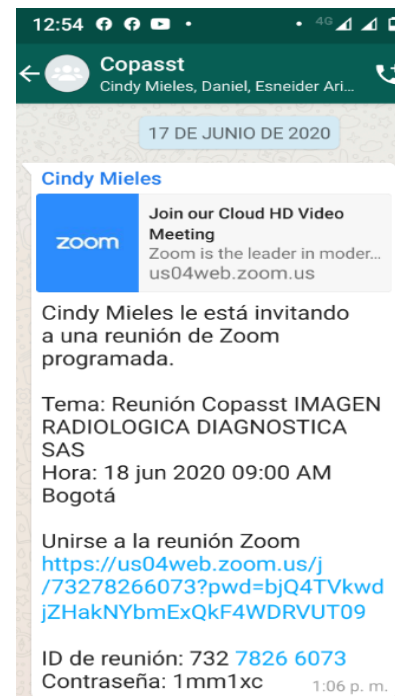 12:54
4G
Copasst
Cindy Mieles, Daniel, Esneider Ari...
17 DE JUNIO DE 2020
Cindy Mieles
zoom
Join our Cloud HD Video
Meeting
Zoom is the leader in moder...
us04web.zoom.us
Cindy Mieles le está invitando
a una reunión de Zoom
programada.
Tema: Reunión Copasst IMAGEN
RADIOLOGICA DIAGNOSTICA
SAS
Hora: 18 jun 2020 09:00 AM
Bogotá
Unirse a la reunión Zoom
https://us04web.zoom.us/j
/73278266073?pwd=bjQ4TVkwd
jZHakNYbmExQkF4WDRVUT09
ID de reunión: 732 7826 6073
Contraseña: 1mm1xc
1:06 p. m.